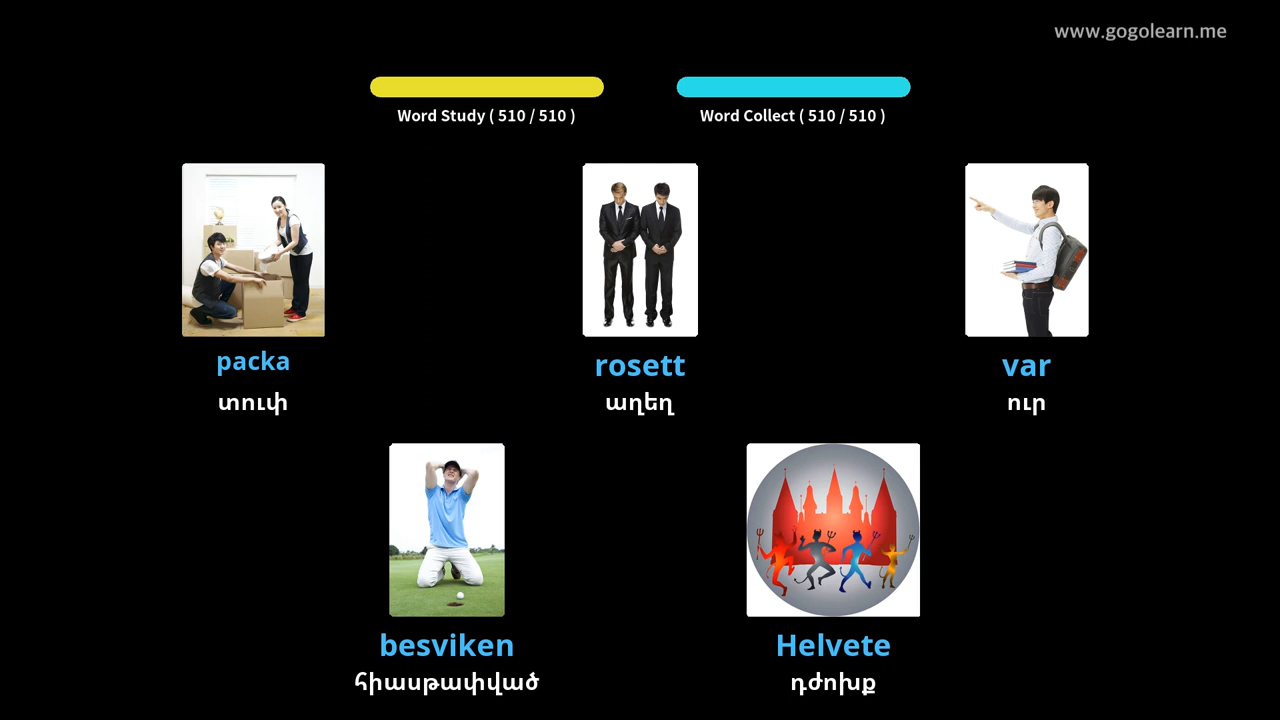 www.gogolearn.me
Word Study ( 510 / 510 )
Word Collect ( 510 / 510 )
packa
տուփ
rosett
աղեղ
var
ուր
besviken
հիասթափված
Helvete
դժոխք